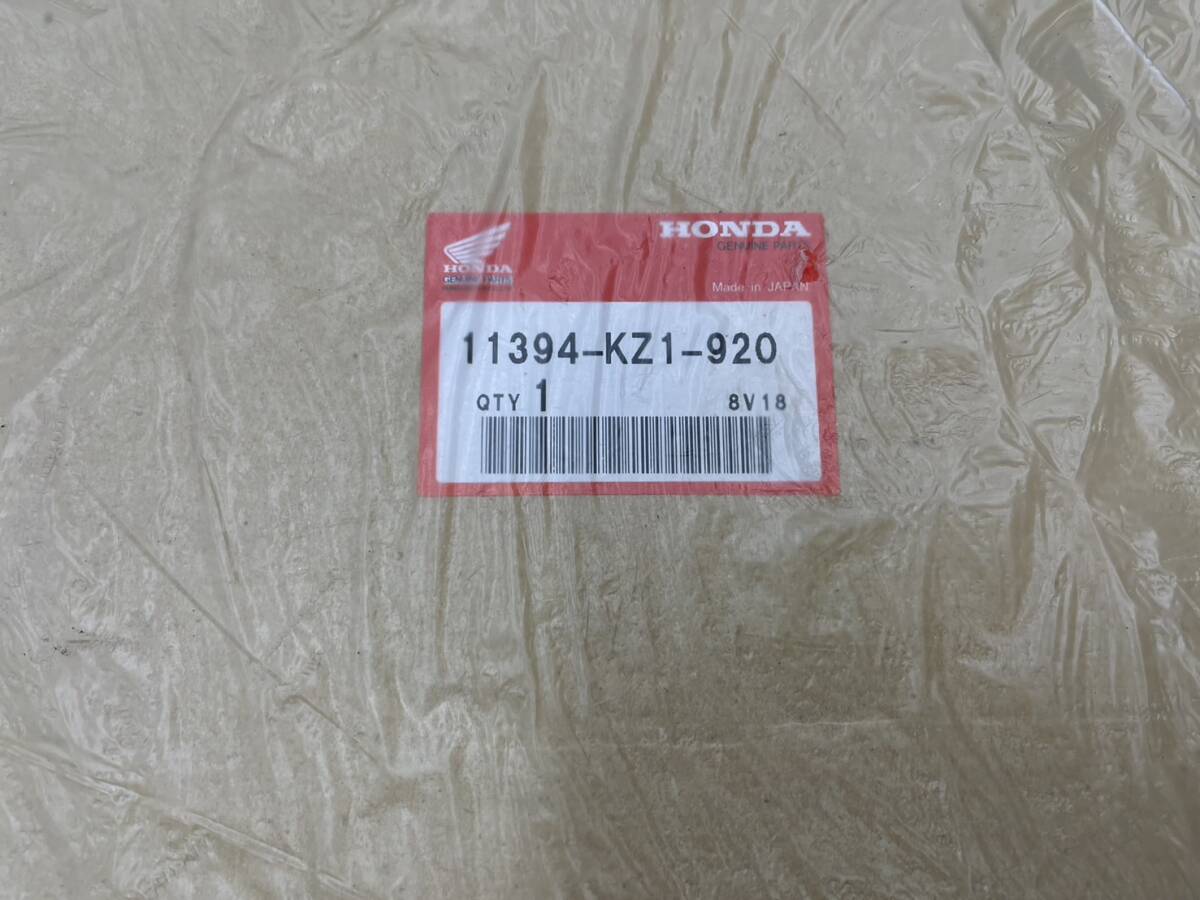 HONDA
GENUINE PARTS
HONDA
GENUINE PARTS
Made in JAPAN
11394-KZ1-920
QTY 1 8V18